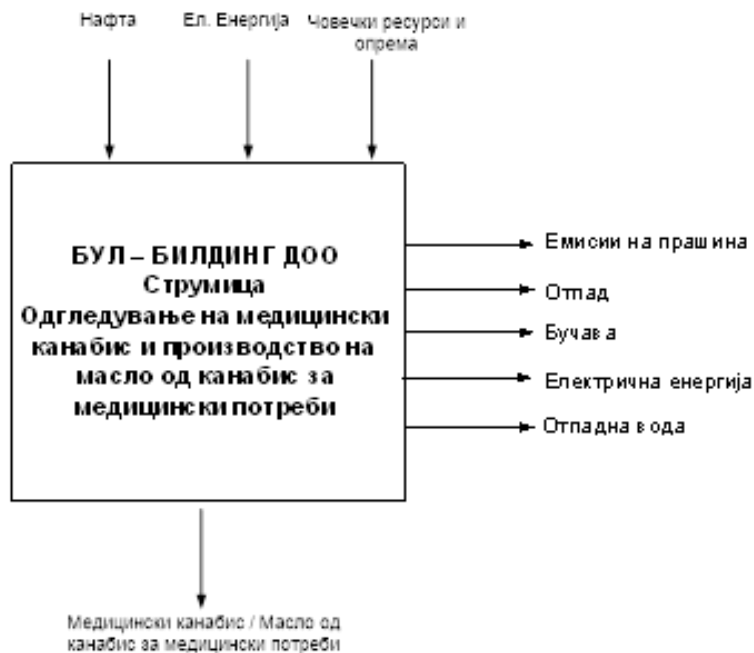 Нафта
Ел. Енергија
Човечки ресурси и
опрема
БУЛ – БИЛДИНГ ДОО
Струмица
Одгледување на медицински
канабис и производство на
масло од канабис за
медицински потреби
Емисии на прашина
Отпад
Бучава
Електрична енергија
Отпадна вода
Медицински канабис / Масло од
канабис за медицински потреби